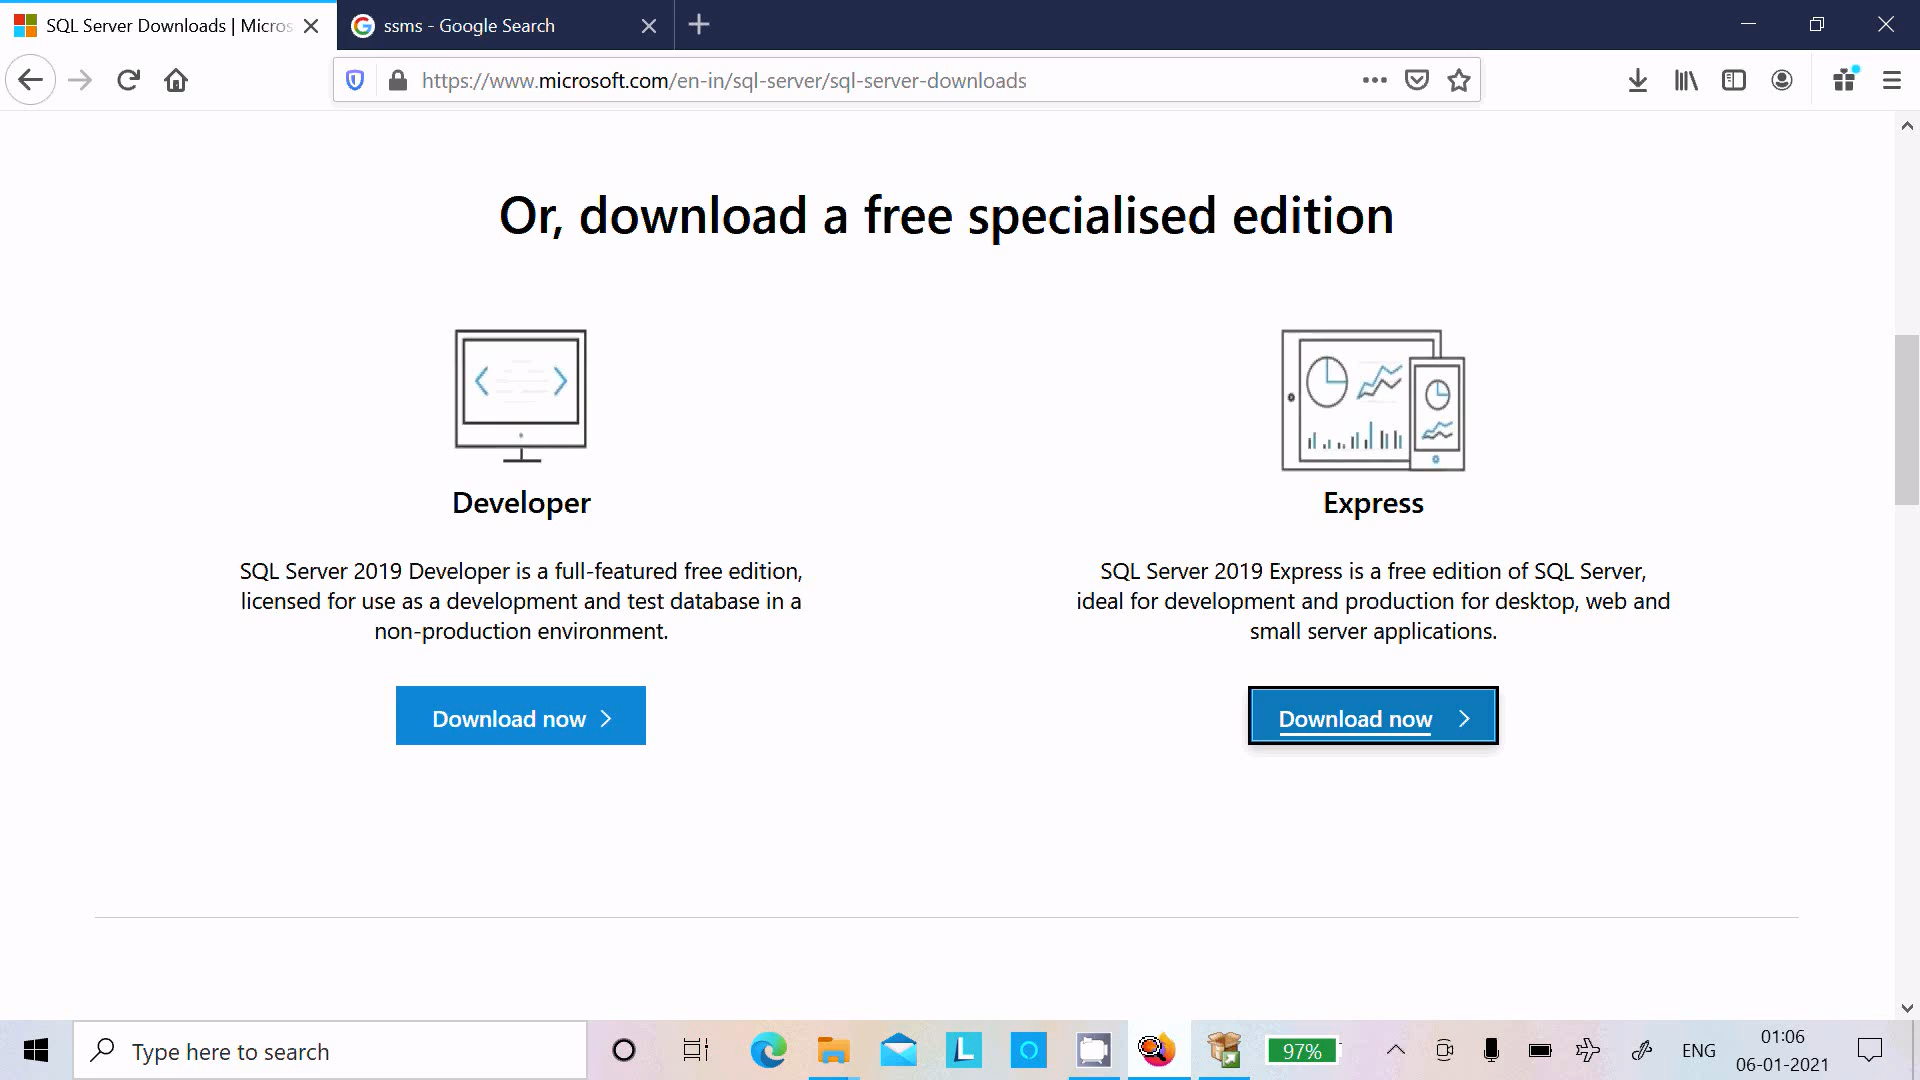 SQL Server Downloads | Micros
ssms - Google Search
https://www.microsoft.com/en-in/sql-server/sql-server-downloads
Or, download a free specialised edition
Developer
SQL Server 2019 Developer is a full-featured free edition,
licensed for use as a development and test database in a
non-production environment.
Download now
Express
SQL Server 2019 Express is a free edition of SQL Server,
ideal for development and production for desktop, web and
small server applications.
Download now
Type here to search
L
97%
ENG
01:06
06-01-2021